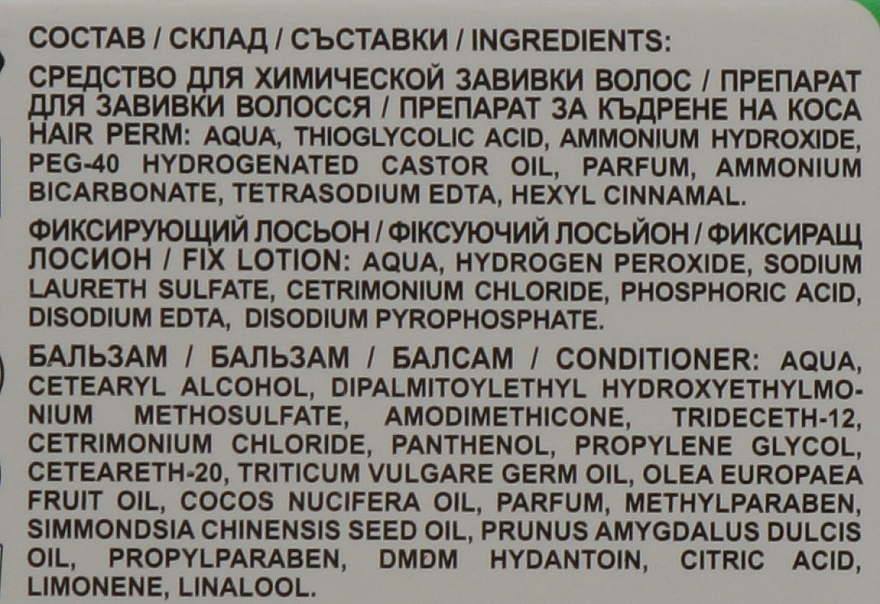 СОСТАВ / СКЛАД / СЪСТАВКИ / INGREDIENTS:
СРЕДСТВО ДЛЯ ХИМИЧЕСКОЙ ЗАВИВКИ ВОЛОС / ПРЕПАРАТ
ДЛЯ ЗАВИВКИ ВОЛОССЯ / ПРЕПАРАТ ЗА КЪДРЕНЕ НА КОСА
HAIR PERM: AQUA, THIOGLYCOLIC ACID, AMMONIUM HYDROXIDE,
PEG-40 HYDROGENATED CASTOR OIL, PARFUM, AMMONIUM
BICARBONATE, TETRASODIUM EDTA, HEXYL CINNAMAL.
ФИКСИРУЮЩИЙ ЛОСЬОН / ФІКСУЮЧИЙ ЛОСЬЙОН / ФИКСИРАЩ
ЛОСИОН / FIX LOTION: AQUA, HYDROGEN PEROXIDE, SODIUM
LAURETH SULFATE, CETRIMONIUM CHLORIDE, PHOSPHORIC ACID,
DISODIUM EDTA, DISODIUM PYROPHOSPHATE.
БАЛЬЗАМ / БАЛЬЗАМ / БАЛСАМ / CONDITIONER: AQUA,
CETEARYL ALCOHOL, DIPALMITOYLETHYL HYDROXYETHYLMO-
NIUM METHOSULFATE, AMODIMETHICONE, TRIDECETH-12,
CETRIMONIUM CHLORIDE, PANTHENOL, PROPYLENE GLYCOL,
CETEARETH-20, TRITICUM VULGARE GERM OIL, OLEA EUROPAEA
FRUIT OIL, COCOS NUCIFERA OIL, PARFUM, METHYLPARABEN,
SIMMONDSIA CHINENSIS SEED OIL, PRUNUS AMYGDALUS DULCIS
OIL, PROPYLPARABEN, DMDM HYDANTOIN, CITRIC ACID,
LIMONENE, LINALOOL.